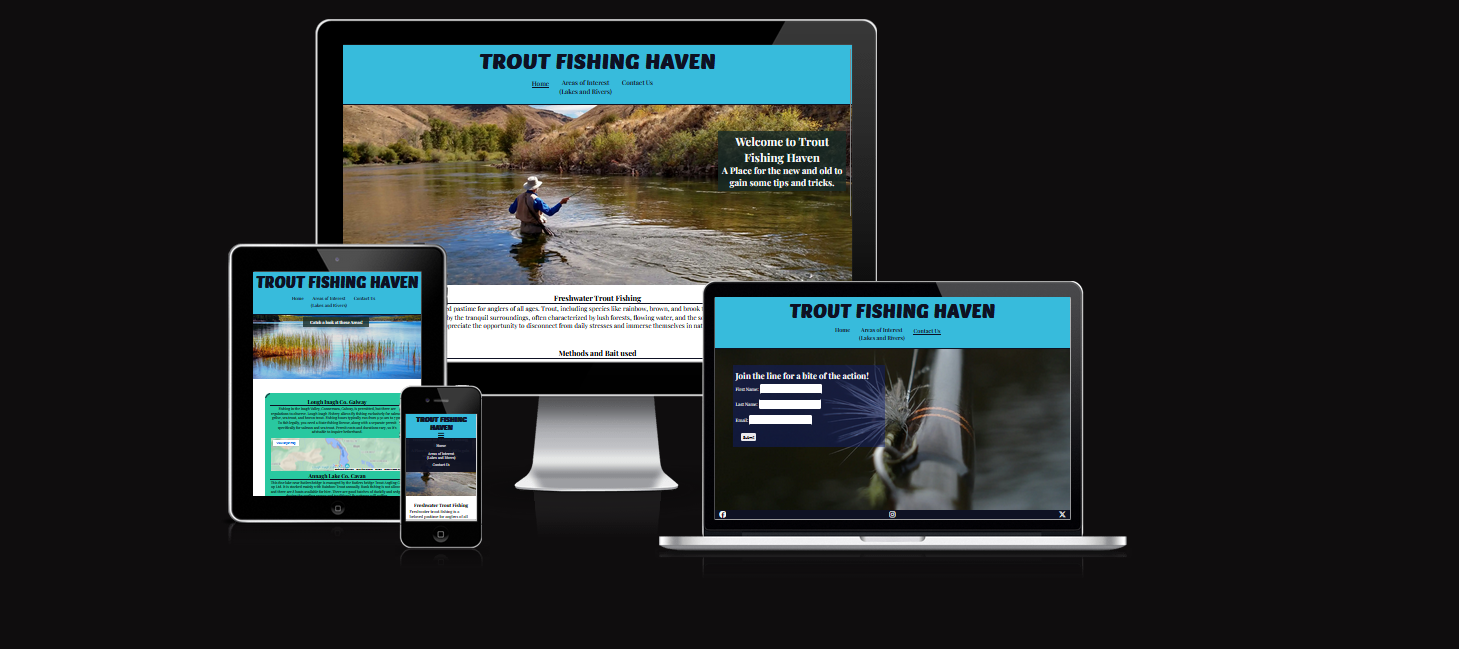 TROUT FISHING HAVEN
Home
Areas of Interest
(Lakes and Rivers)
Contact Us
Welcome to Trout
Fishing Haven
A Place for the new and old to
gain some tips and tricks.
Freshwater Trout Fishing
ed pastime for anglers of all ages. Trout, including species like rainbow, brown, and brook t
by the tranquil surroundings, often characterized by lush forests, flowing water, and the so
preciate the opportunity to disconnect from daily stresses and immerse themselves in nat
Methods and Bait used
TROUT FISHING HAVEN
Home
Areas of Interest
(Lakes and Rivers)
Contact Us
Catch a look at these Areas!
Lough Inagh Co. Galway
Annagh Lake Co. Cavan
TROUT FISHING
HAVEN
Home
Areas of Interest
(Lakes and Rivers)
Contact Us
Freshwater Trout Fishing
Freshwater trout fishing is a
beloved pastime for anglers of all
TROUT FISHING HAVEN
Home
Areas of Interest
(Lakes and Rivers)
Contact Us
Join the line for a bite of the action!
First Name:
Last Name:
Email:
Submit